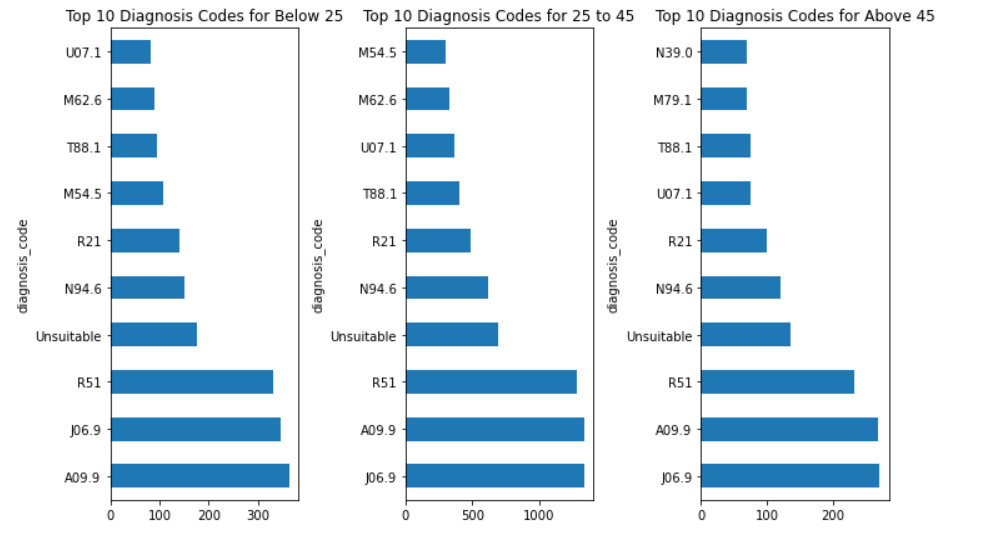 Top 10 Diagnosis Codes for Below 25
diagnosis_code
U07.1
M62.6
T88.1
M54.5
R21
N94.6
Unsuitable
R51
J06.9
A09.9
0 100 200 300
Top 10 Diagnosis Codes for 25 to 45
diagnosis_code
M54.5
M62.6
U07.1
T88.1
R21
N94.6
Unsuitable
R51
A09.9
J06.9
0 500 1000
Top 10 Diagnosis Codes for Above 45
diagnosis_code
N39.0
M79.1
T88.1
U07.1
R21
N94.6
Unsuitable
R51
A09.9
J06.9
0 100 200